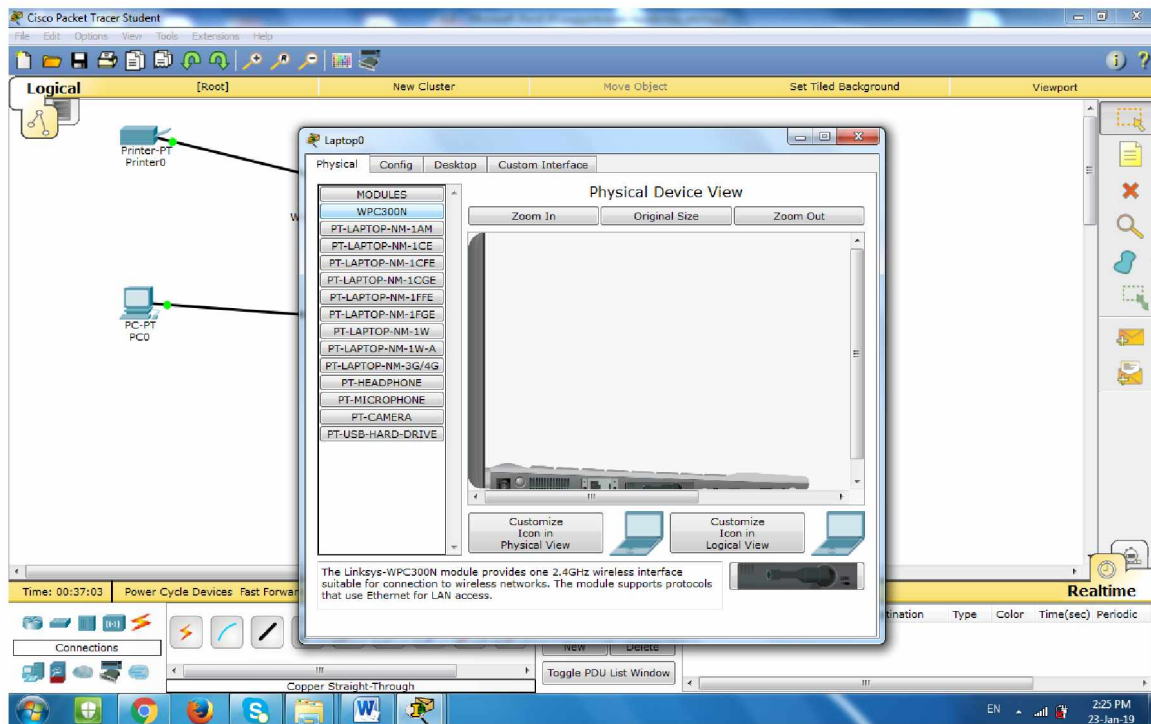 Cisco Packet Tracer Student
File Edit Options View Tools Extensions Help
Logical
[Root]
New Cluster
Move Object
Set Tiled Background
Viewport
Printer-PT
Printer0
W
PC-PT
PC0
Laptop0
Physical
Config
Desktop
Custom Interface
MODULES
WPC300N
PT-LAPTOP-NM-1AM
PT-LAPTOP-NM-1CE
PT-LAPTOP-NM-1CFE
PT-LAPTOP-NM-1CGE
PT-LAPTOP-NM-1FFE
PT-LAPTOP-NM-1FGE
PT-LAPTOP-NM-1W
PT-LAPTOP-NM-1W-A
PT-LAPTOP-NM-3G/4G
PT-HEADPHONE
PT-MICROPHONE
PT-CAMERA
PT-USB-HARD-DRIVE
Physical Device View
Zoom In
Original Size
Zoom Out
Customize
Icon in
Physical View
Customize
Icon in
Logical View
The Linksys-WPC300N module provides one 2.4GHz wireless interface
suitable for connection to wireless networks. The module supports protocols
that use Ethernet for LAN access.
Time: 00:37:03
Power Cycle Devices Fast Forwar
Realtime
tination Type Color Time(sec) Periodic
Connections
New
Delete
Toggle PDU List Window
Copper Straight-Through
EN
2:25 PM
23-Jan-19